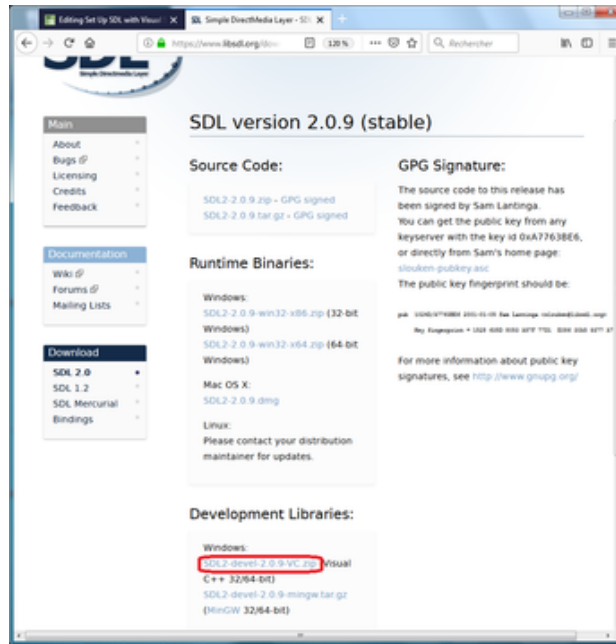 Editing Set Up SDL with Visual
Simple DirectMedia Layer - SDL
https://www.libsdl.org/do
120 %
Rechercher
SDL
Simple Directmedia Layer
Main
About
Bugs
Licensing
Credits
Feedback
Documentation
Wiki
Forums
Mailing Lists
Download
SDL 2.0
SDL 1.2
SDL Mercurial
Bindings
SDL version 2.0.9 (stable)
Source Code:
SDL2-2.0.9.zip - GPG signed
SDL2-2.0.9.tar.gz - GPG signed
Runtime Binaries:
Windows:
SDL2-2.0.9-win32-x86.zip (32-bit
Windows)
SDL2-2.0.9-win32-x64.zip (64-bit
Windows)
Mac OS X:
SDL2-2.0.9.dmg
Linux:
Please contact your distribution
maintainer for updates.
Development Libraries:
Windows:
SDL2-devel-2.0.9-VC.zip (Visual
C++ 32/64-bit)
SDL2-devel-2.0.9-mingw.tar.gz
(MinGW 32/64-bit)
GPG Signature:
The source code to this release has
been signed by Sam Lantinga.
You can get the public key from any
keyserver with the key id 0xA7763BE6,
or directly from Sam's home page:
slouken-pubkey.asc
The public key fingerprint should be:
Sam Lantinga
Key fingerprint =
For more information about public key
signatures, see http://www.gnupg.org/